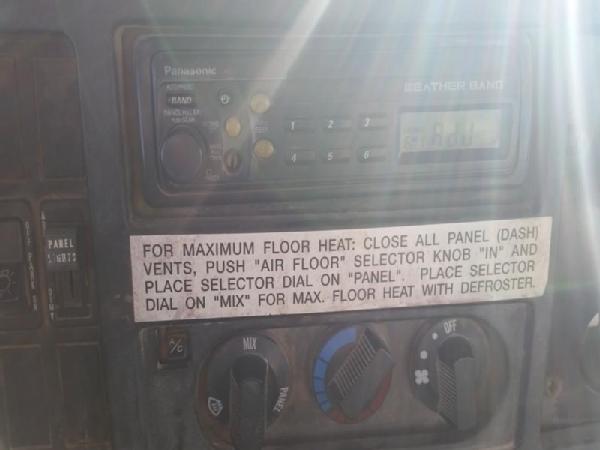 Panasonic
WEATHER BAND
BAND
1 2 3
4 5 6
AdJ
FOR MAXIMUM FLOOR HEAT: CLOSE ALL PANEL (DASH)
VENTS, PUSH "AIR FLOOR" SELECTOR KNOB "IN" AND
PLACE SELECTOR DIAL ON "PANEL". PLACE SELECTOR
DIAL ON "MIX" FOR MAX. FLOOR HEAT WITH DEFROSTER.
PANEL
LIGHTS
A/C
MIX
PANEL
OFF